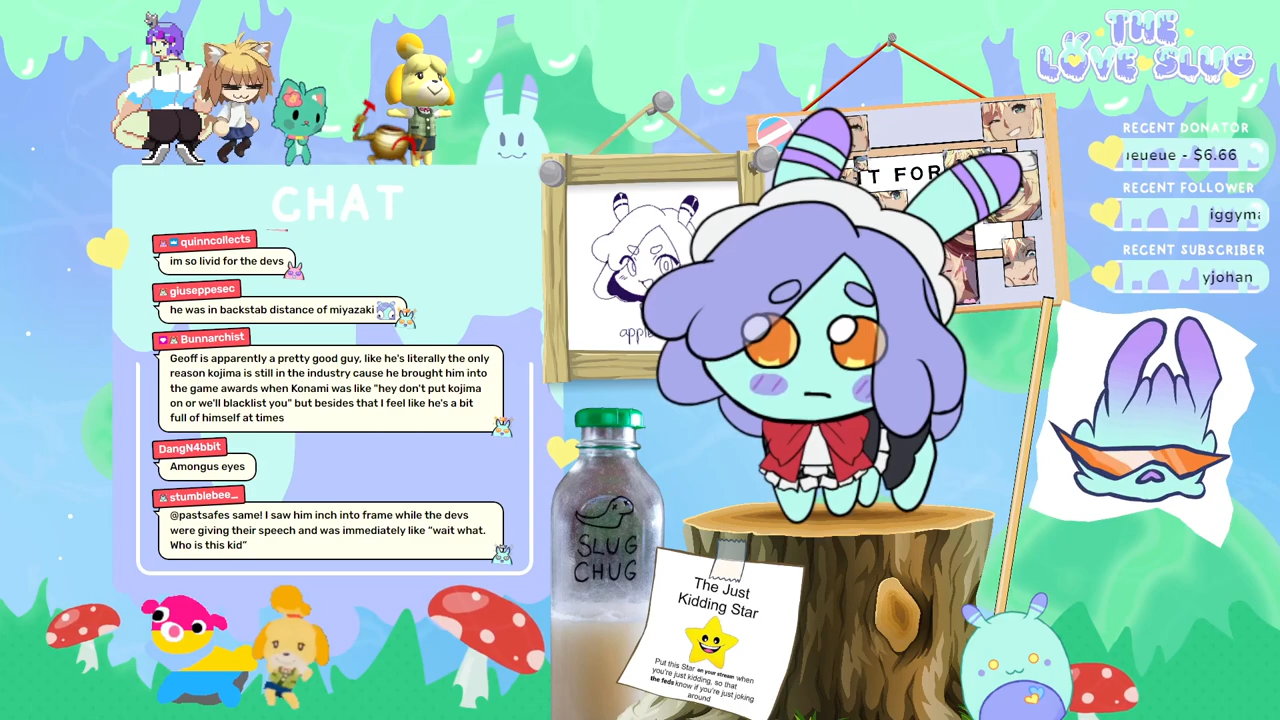 THE
LOVE SLUG
RECENT DONATOR
ueueue - $6.66
RECENT FOLLOWER
iggym
RECENT SUBSCRIBER
yjohan
CHAT
quinncollects
im so livid for the devs
giuseppesec
he was in backstab distance of miyazaki
Bunnarchist
Geoff is apparently a pretty good guy, like he's literally the only
reason kojima is still in the industry cause he brought him into
the game awards when Konami was like "hey don't put kojima
on or we'll blacklist you" but besides that I feel like he's a bit
full of himself at times
DangN4bbit
Amongus eyes
stumblebee_
@pastsafes same! I saw him inch into frame while the devs
were giving their speech and was immediately like “wait what.
Who is this kid”
IT FOR
apple
SLUG
CHUG
The Just
Kidding Star
Put this Star on your stream when
you're just kidding, so that
the feds know if you're just joking
around